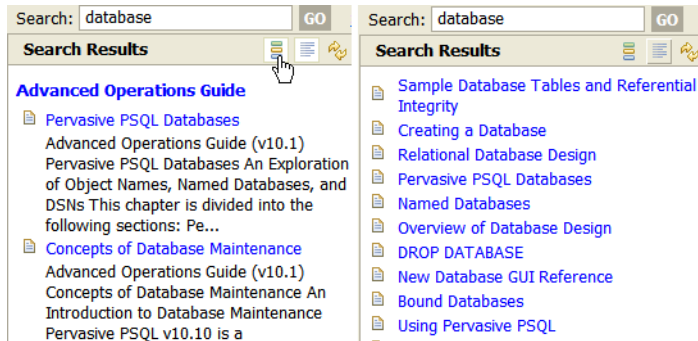 Search: database GO
Search Results
Advanced Operations Guide
Pervasive PSQL Databases
Advanced Operations Guide (v10.1)
Pervasive PSQL Databases An Exploration
of Object Names, Named Databases, and
DSNs This chapter is divided into the
following sections: Pe...
Concepts of Database Maintenance
Advanced Operations Guide (v10.1)
Concepts of Database Maintenance An
Introduction to Database Maintenance
Pervasive PSQL v10.10 is a
Search: database GO
Search Results
Sample Database Tables and Referential
Integrity
Creating a Database
Relational Database Design
Pervasive PSQL Databases
Named Databases
Overview of Database Design
DROP DATABASE
New Database GUI Reference
Bound Databases
Using Pervasive PSQL